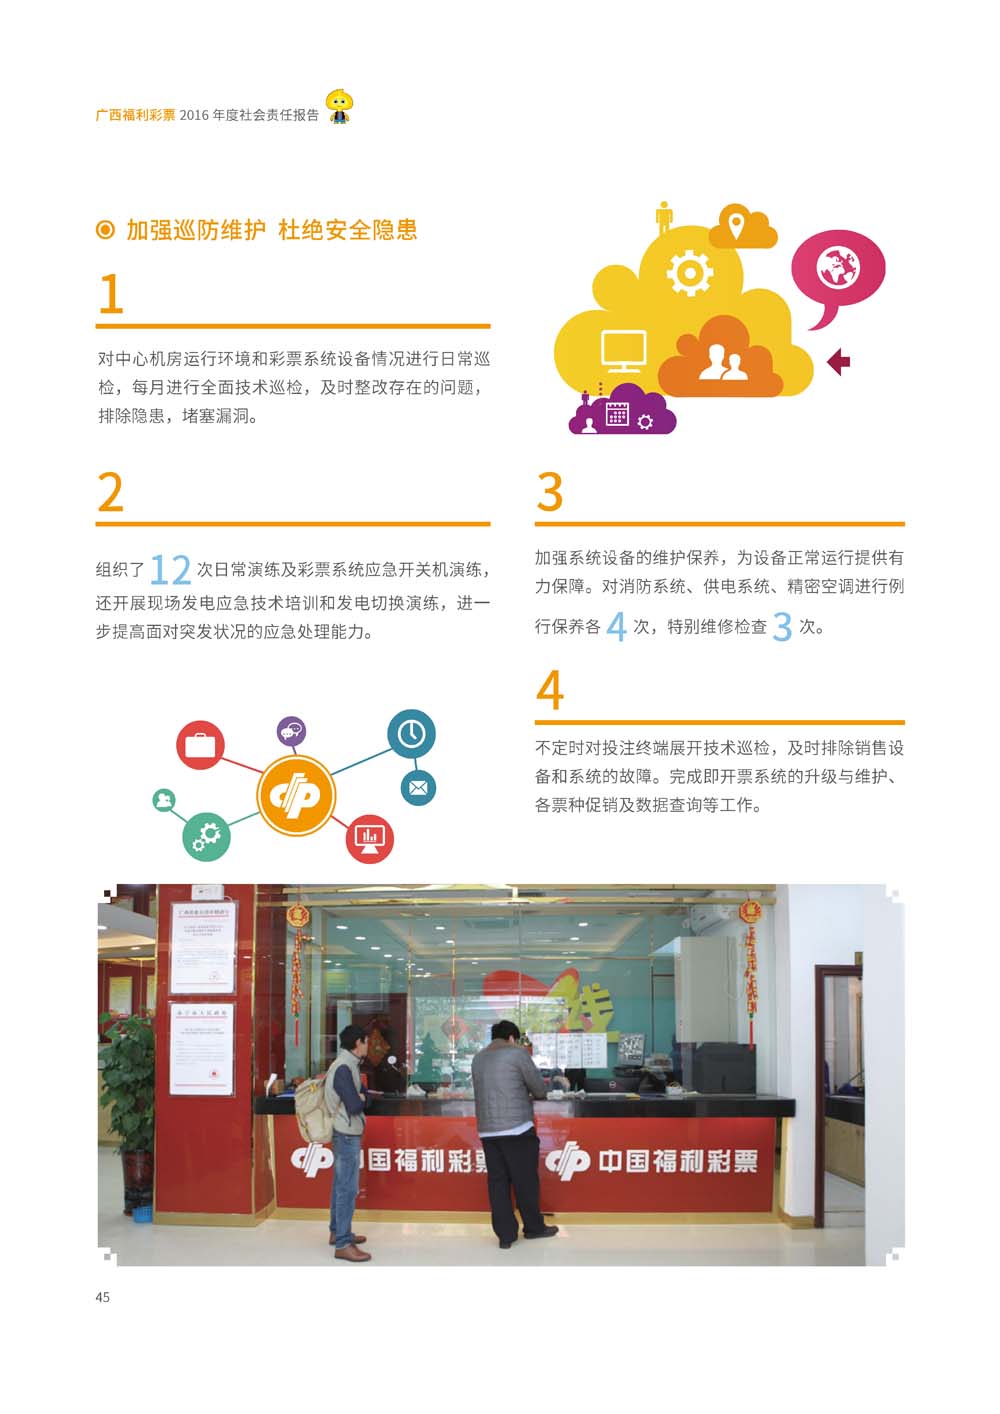 广西福利彩票 2016 年度社会责任报告
加强巡防维护 杜绝安全隐患
1
对中心机房运行环境和彩票系统设备情况进行日常巡
检，每月进行全面技术巡检，及时整改存在的问题，
排除隐患，堵塞漏洞。
2
组织了 12 次日常演练及彩票系统应急开关机演练，
还开展现场发电应急技术培训和发电切换演练，进一
步提高面对突发状况的应急处理能力。
3
加强系统设备的维护保养，为设备正常运行提供有
力保障。对消防系统、供电系统、精密空调进行例
行保养各 4 次，特别维修检查 3 次。
4
不定时对投注终端展开技术巡检，及时排除销售设
备和系统的故障。完成即开票系统的升级与维护、
各票种促销及数据查询等工作。
线
国福利彩票
中国福利彩票
45